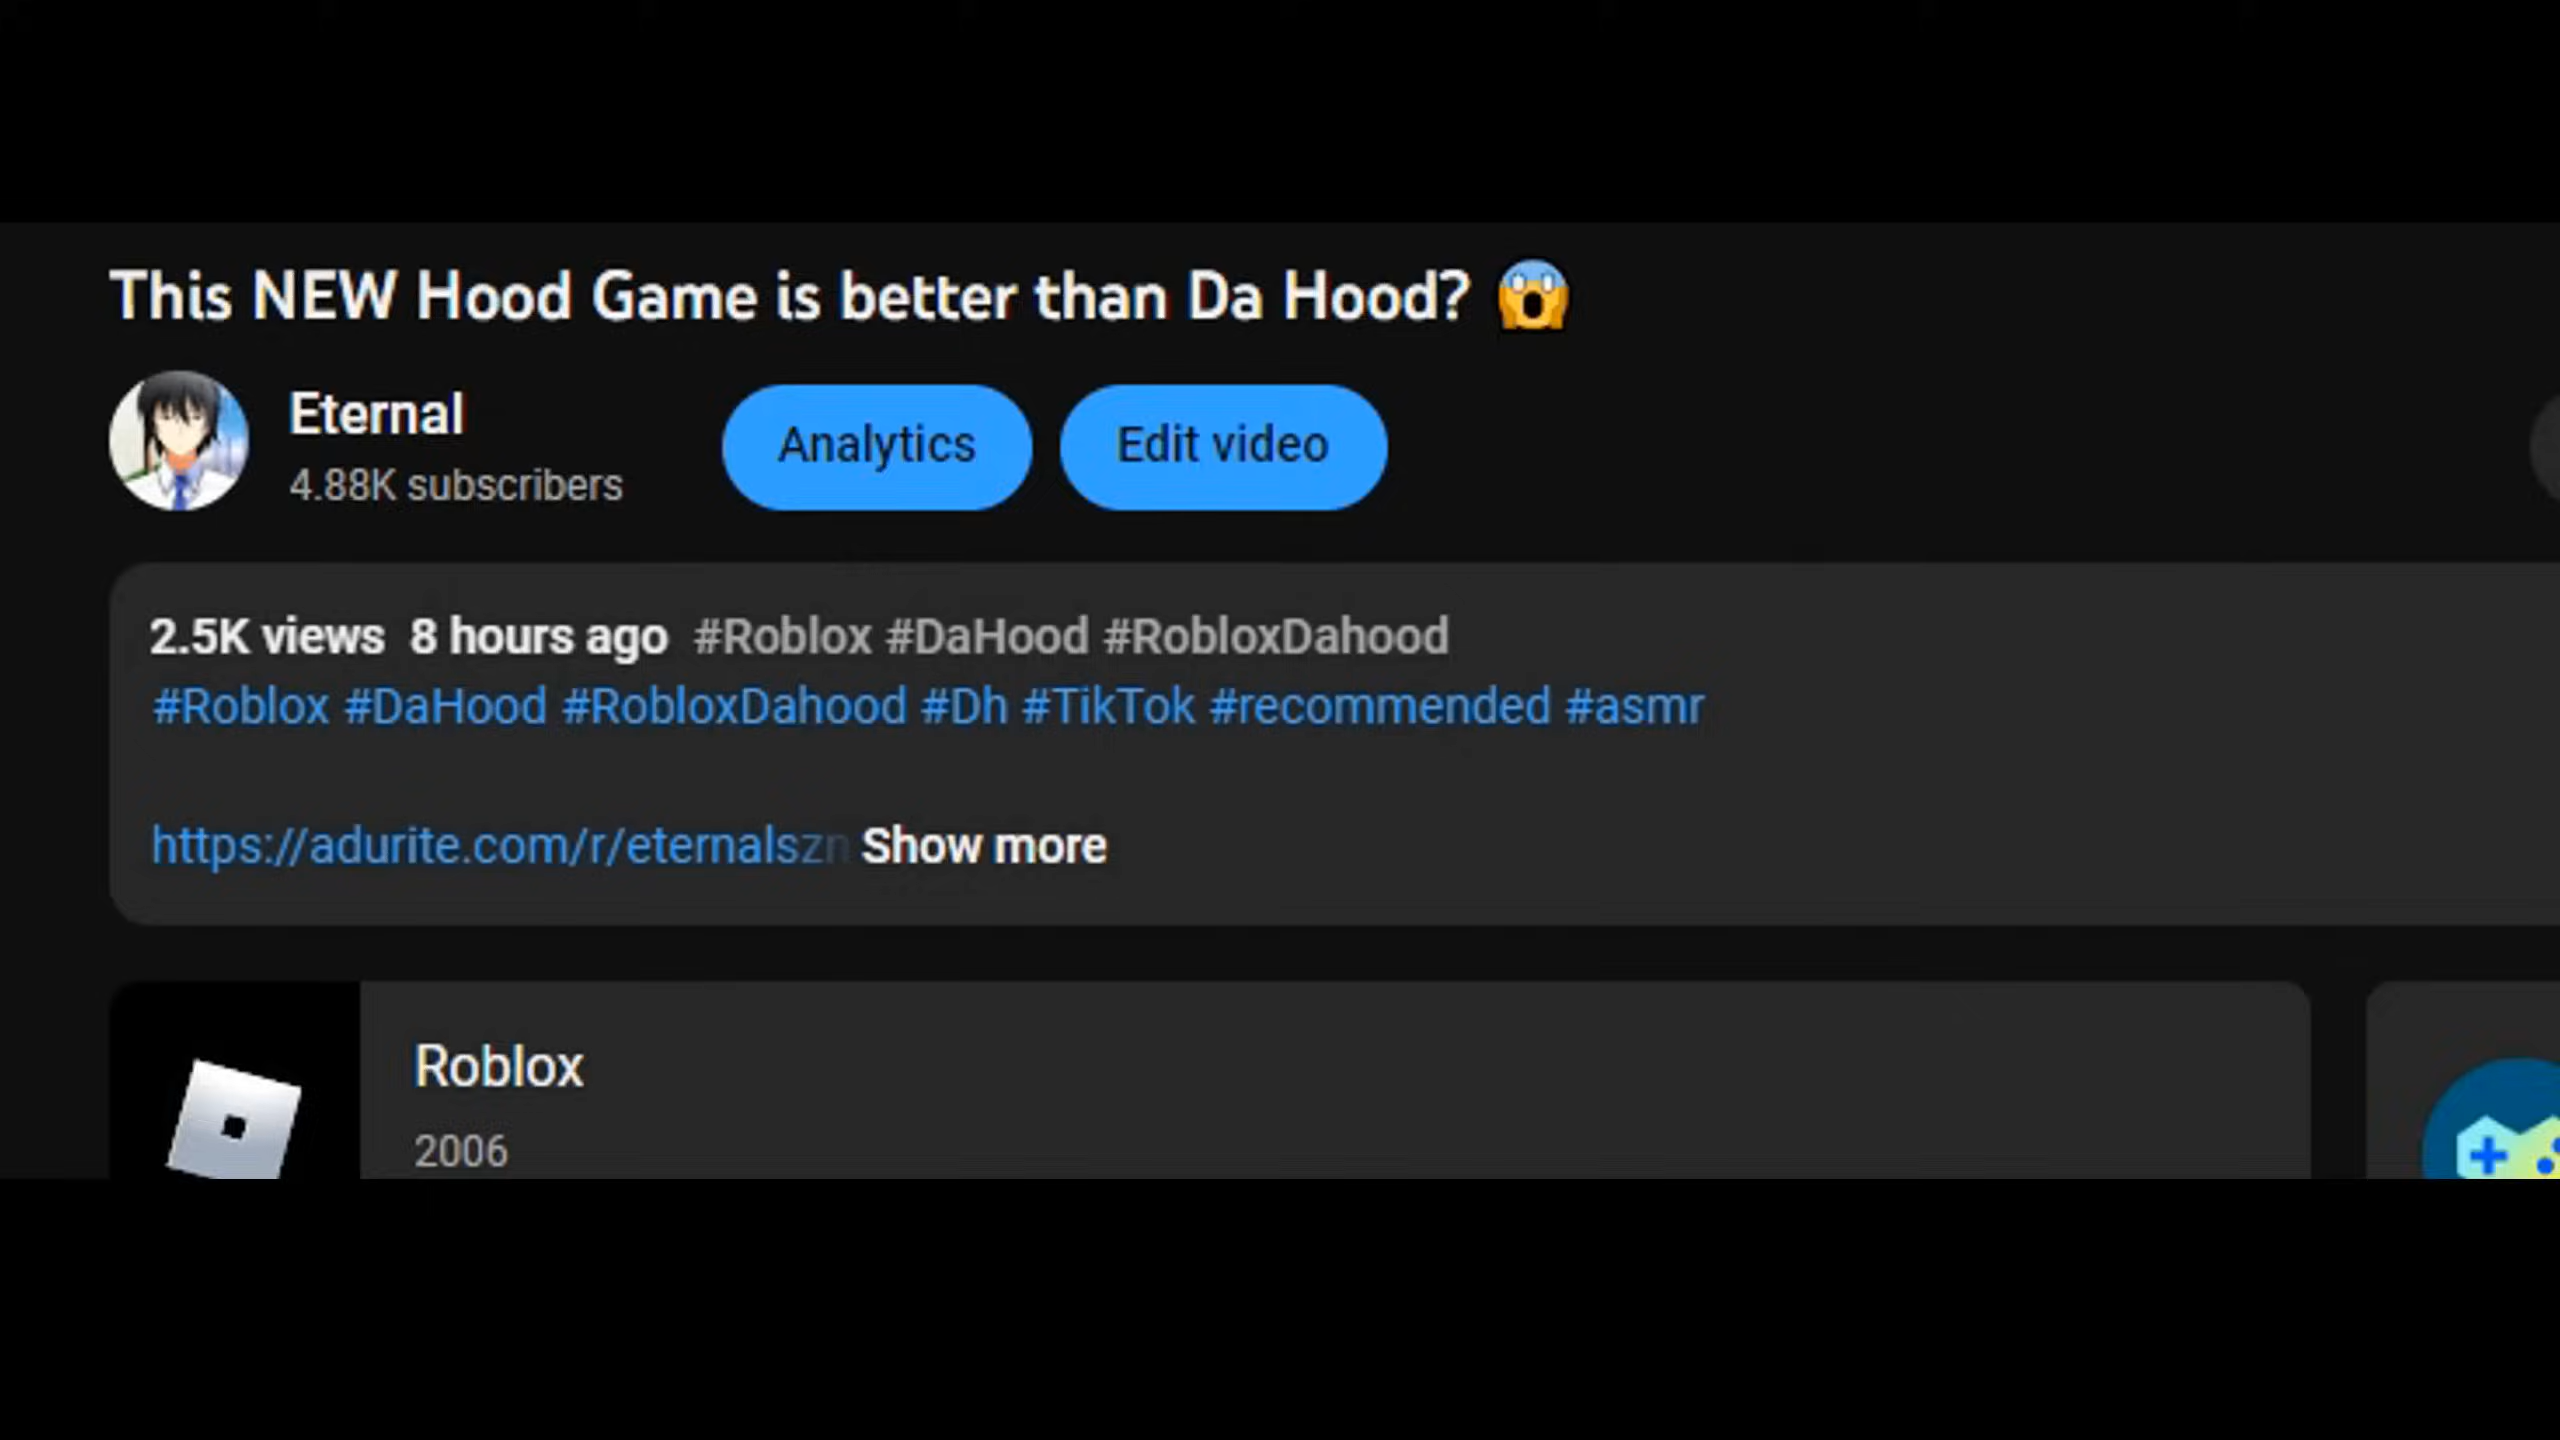 This NEW Hood Game is better than Da Hood? 😱
Eternal
4.88K subscribers
Analytics
Edit video
2.5K views 8 hours ago #Roblox #DaHood #RobloxDahood
#Roblox #DaHood #RobloxDahood #Dh #TikTok #recommended #asmr
https://adurite.com/r/eternalszn Show more
Roblox
2006